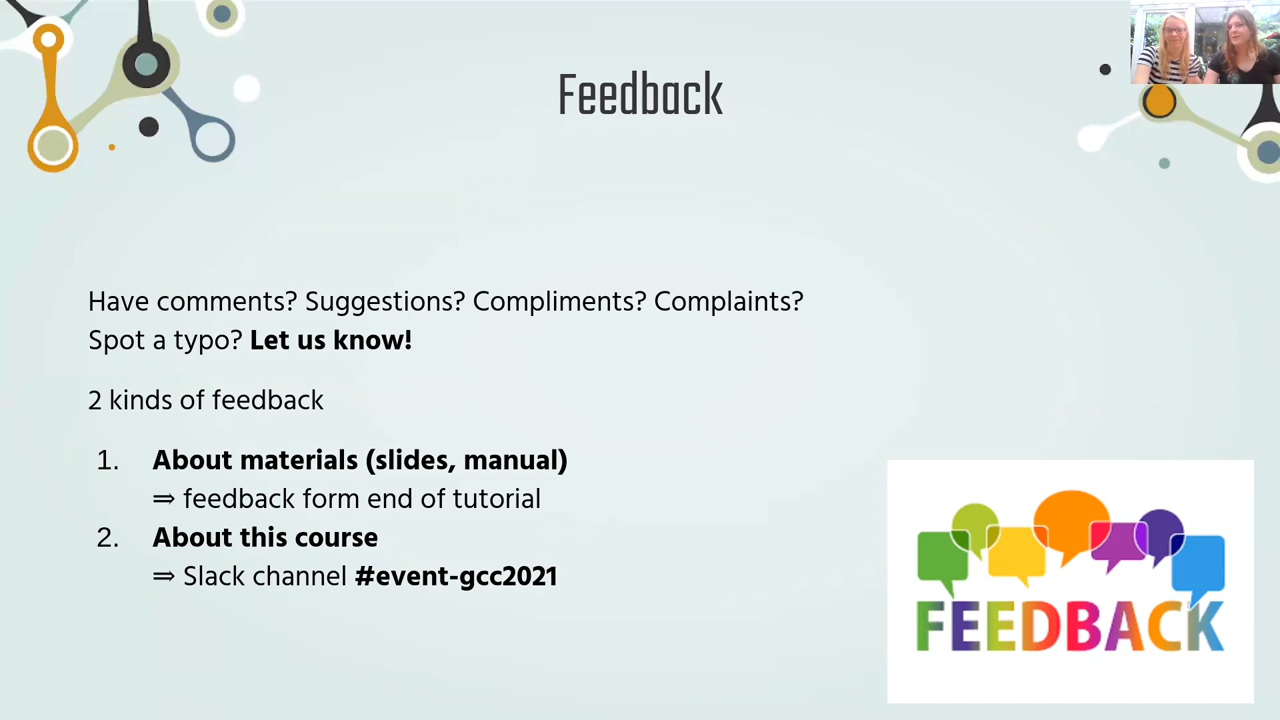 Feedback
Have comments? Suggestions? Compliments? Complaints?
Spot a typo? Let us know!
2 kinds of feedback
1. About materials (slides, manual)
⇒ feedback form end of tutorial
2. About this course
⇒ Slack channel #event-gcc2021
FEEDBACK